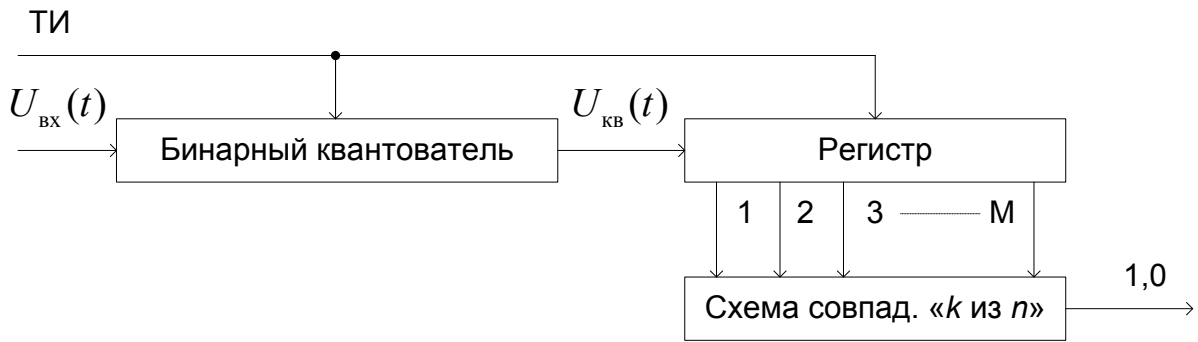 ТИ
U_вх(t)
Бинарный квантователь
U_кв(t)
Регистр
1 2 3 М
Схема совпад. «k из n»
1,0